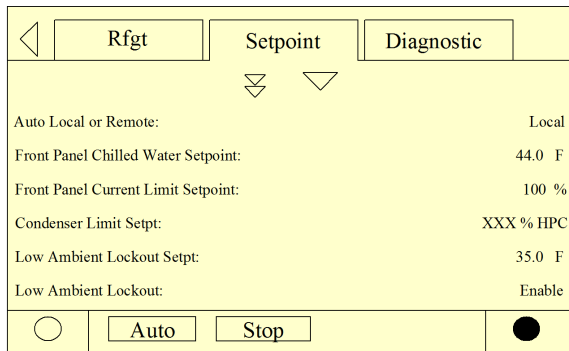 Rfgt Setpoint Diagnostic
Auto Local or Remote: Local
Front Panel Chilled Water Setpoint: 44.0 F
Front Panel Current Limit Setpoint: 100 %
Condenser Limit Setpt: XXX % HPC
Low Ambient Lockout Setpt: 35.0 F
Low Ambient Lockout: Enable
Auto Stop